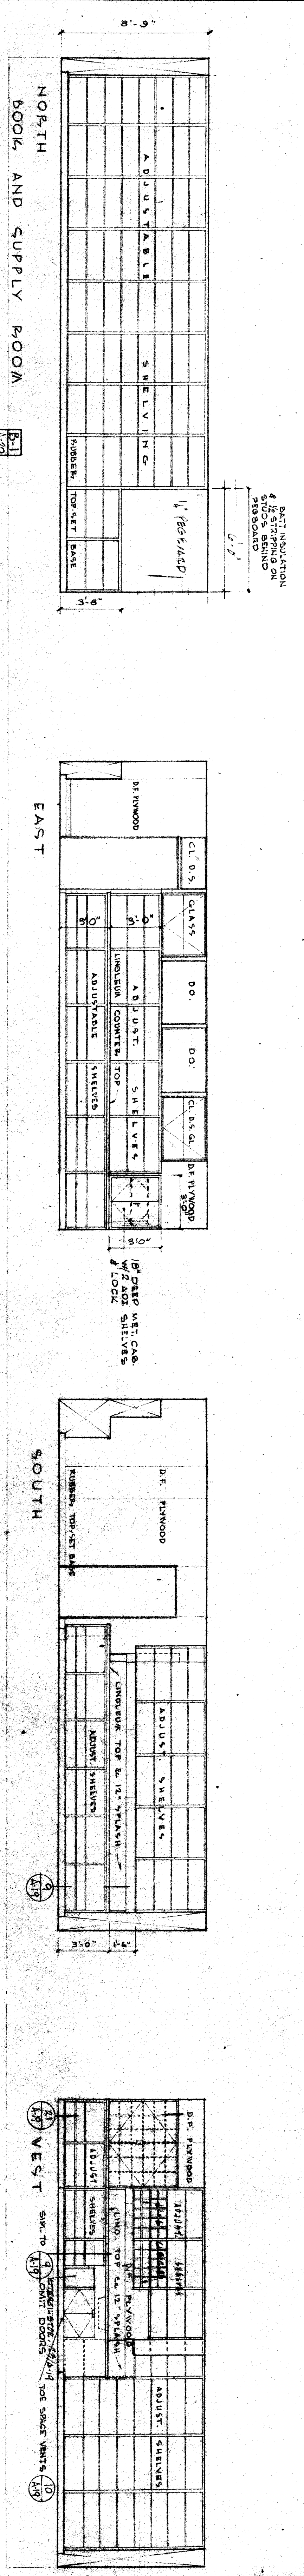 8'-9"
ADJUSTABLE SHELVING
RUBBER TOP-SET BASE
PEGBOARD
6'-0"
BATT INSULATION
& 1/2 STRIPPING ON
STUDS BEHIND
PEGBOARD
3'-8"
NORTH
BOOK AND SUPPLY ROOM
B-1
D.F. PLYWOOD
CL. D.S.
GLASS
DO.
DO.
CL. D.S. GL.
D.F. PLYWOOD
3'-0"
3'-0"
3'-0"
ADJUST. SHELVES
LINOLEUM COUNTER TOP
ADJUSTABLE SHELVES
3'-0"
18" DEEP MET. CAB.
W/2 ADJ. SHELVES
& LOCK
EAST
D.F. PLYWOOD
RUBBER TOP-SET BASE
ADJUST. SHELVES
LINOLEUM TOP & 12" SPLASH
ADJUST. SHELVES
9
A-19
3'-0"
1'-6"
SOUTH
D.F. PLYWOOD
ADJUST. SHELVES
D.F. PLYWOOD
LINO. TOP & 12" SPLASH
ADJUST SHELVES
ADJUST. SHELVES
21
A-19
WEST
SIM. TO
9
A-19
OMIT DOORS
TOE SPACE VENTS
10
A-19